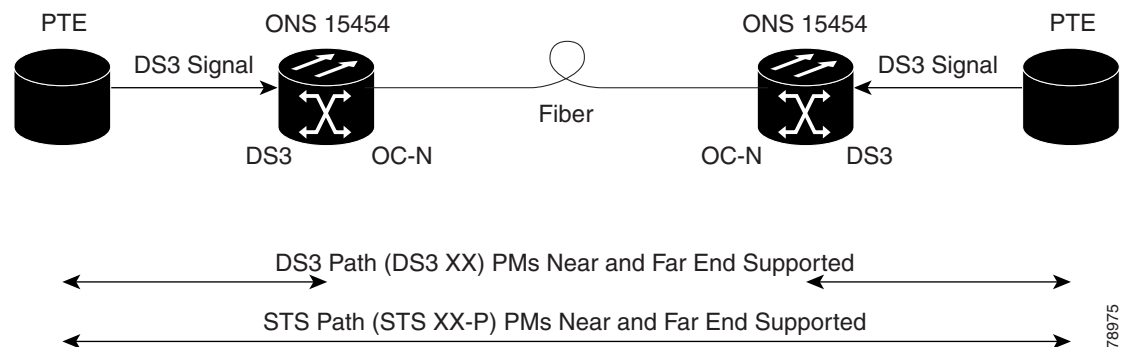 PTE
ONS 15454
ONS 15454
PTE
DS3 Signal
DS3 Signal
Fiber
DS3
OC-N
OC-N
DS3
DS3 Path (DS3 XX) PMs Near and Far End Supported
STS Path (STS XX-P) PMs Near and Far End Supported
78975